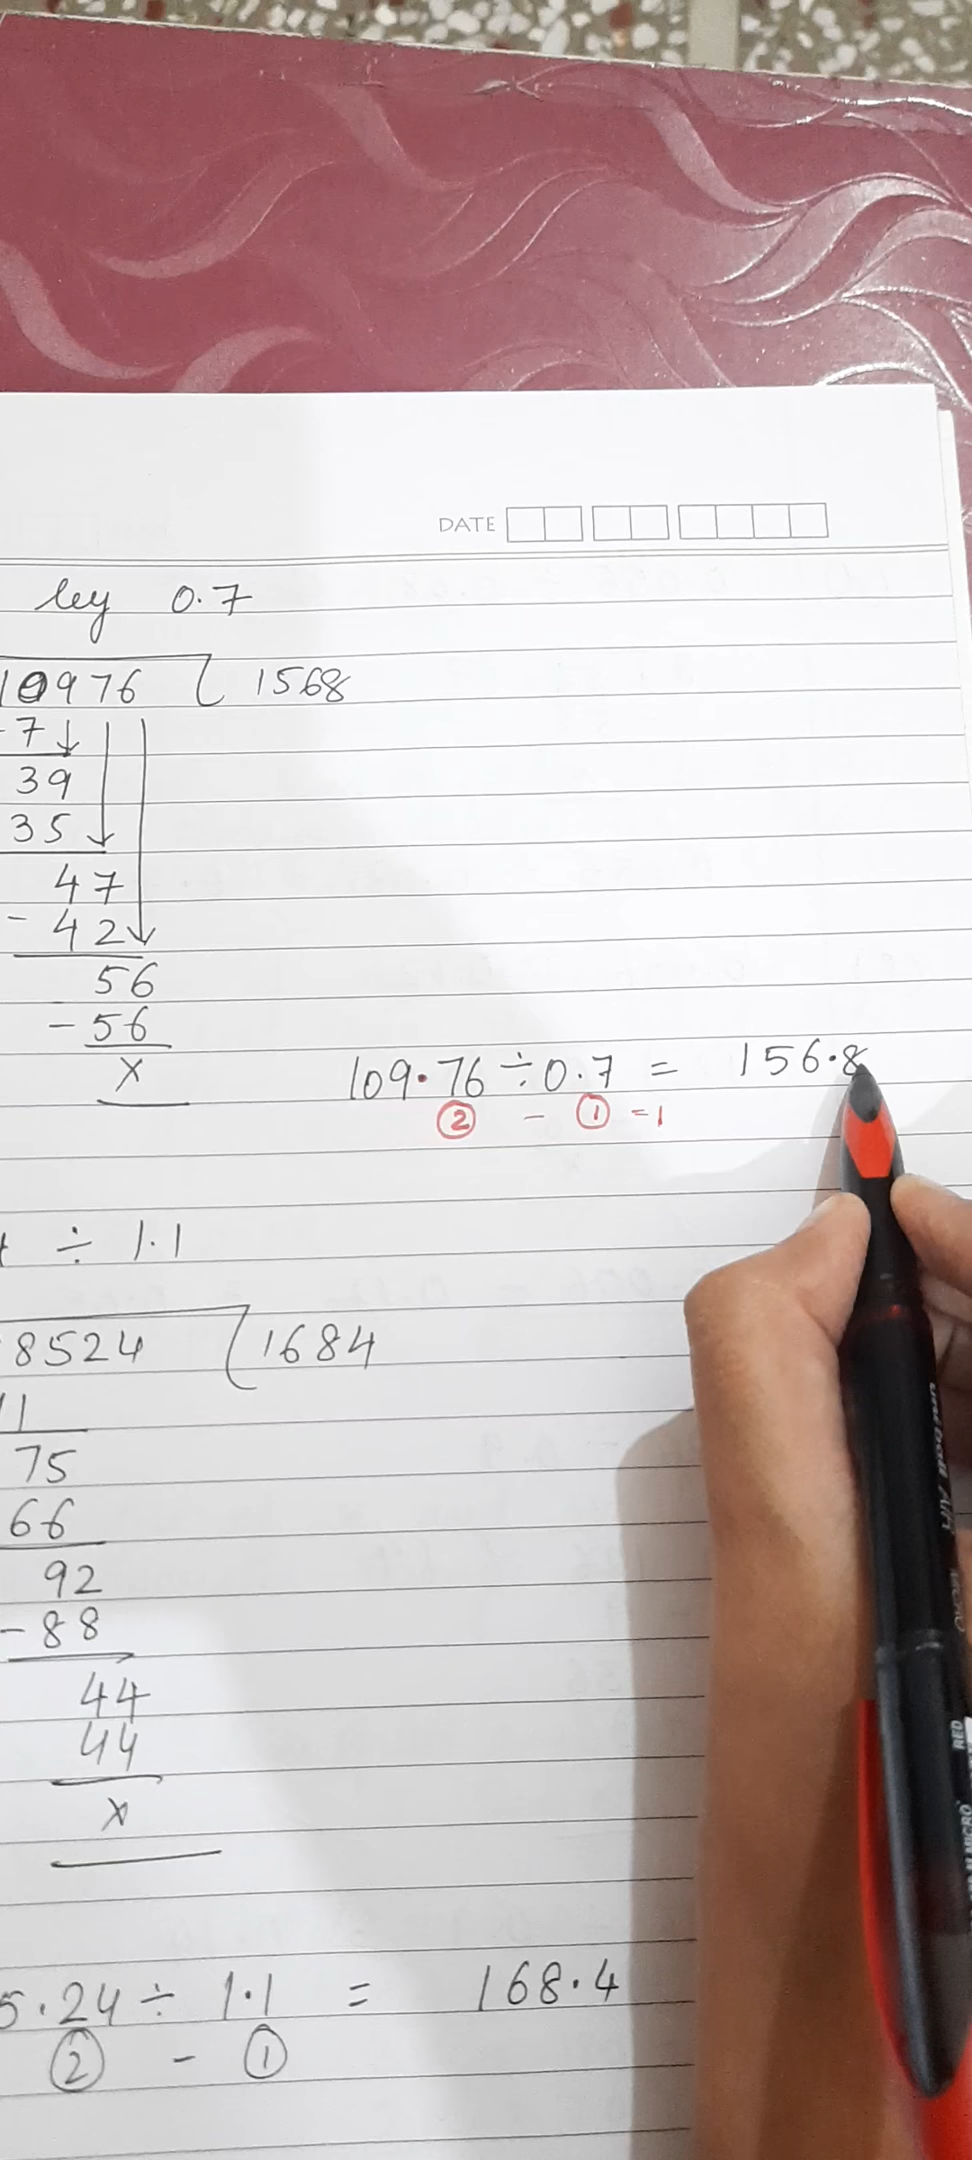 DATE
ley 0.7
10976 1568
-7
39
35
47
- 42
56
- 56
x
109.76 ÷ 0.7 = 156.8
2 - 1 = 1
÷ 1.1
8524 1684
11
75
66
92
- 88
44
44
x
5.24 ÷ 1.1 = 168.4
2 - 1
RED